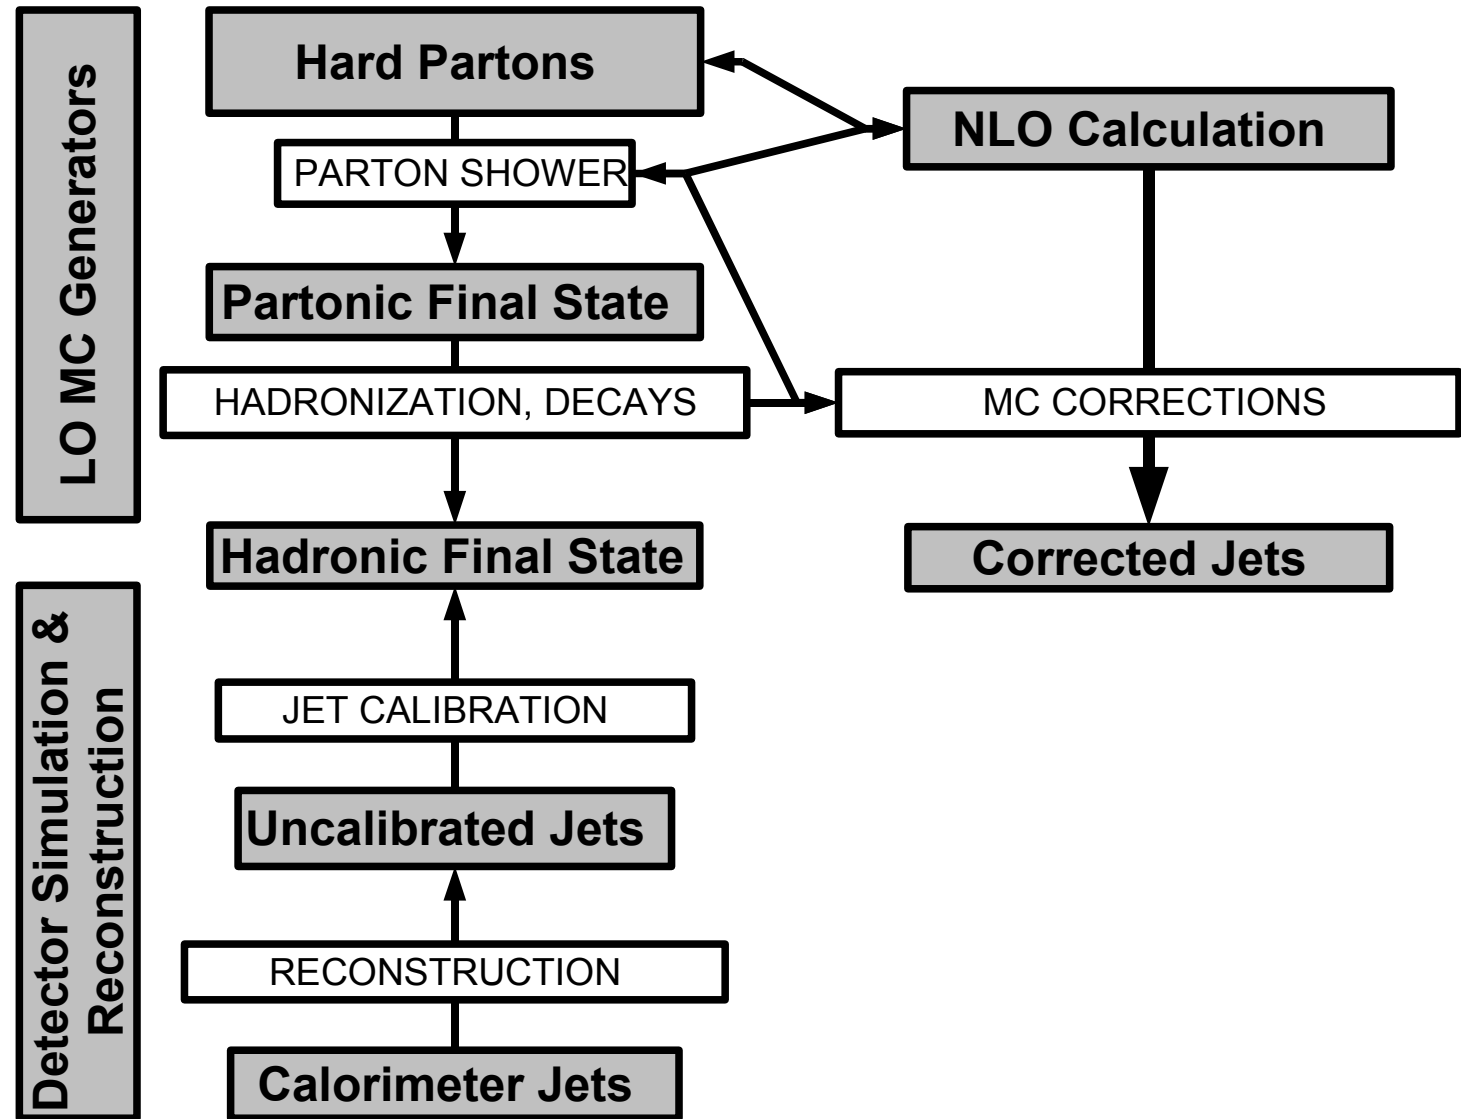 LO MC Generators
Hard Partons
NLO Calculation
PARTON SHOWER
Partonic Final State
HADRONIZATION, DECAYS
MC CORRECTIONS
Hadronic Final State
Corrected Jets
Detector Simulation &
Reconstruction
JET CALIBRATION
Uncalibrated Jets
RECONSTRUCTION
Calorimeter Jets